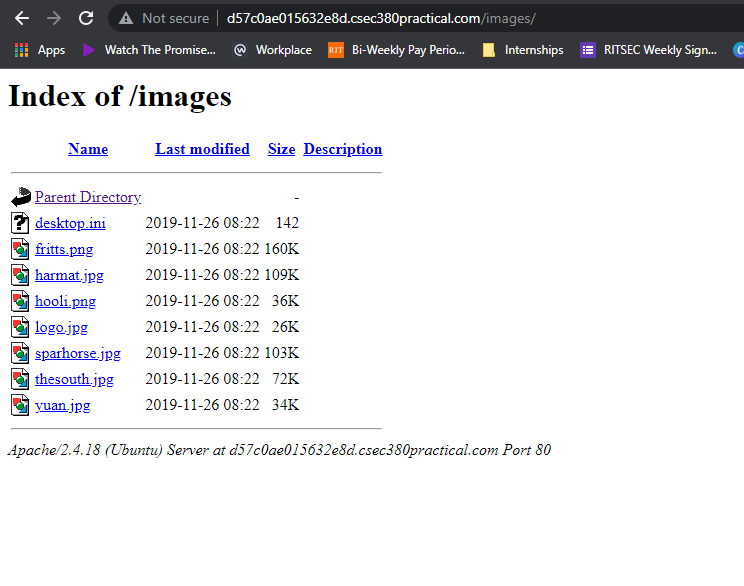 Not secure d57c0ae015632e8d.csec380practical.com/images/
Apps Watch The Promise... Workplace RIT Bi-Weekly Pay Perio... Internships RITSEC Weekly Sign... C
Index of /images
Name Last modified Size Description
Parent Directory -
desktop.ini 2019-11-26 08:22 142
fritts.png 2019-11-26 08:22 160K
harmat.jpg 2019-11-26 08:22 109K
hooli.png 2019-11-26 08:22 36K
logo.jpg 2019-11-26 08:22 26K
sparhorse.jpg 2019-11-26 08:22 103K
thesouth.jpg 2019-11-26 08:22 72K
yuan.jpg 2019-11-26 08:22 34K
Apache/2.4.18 (Ubuntu) Server at d57c0ae015632e8d.csec380practical.com Port 80